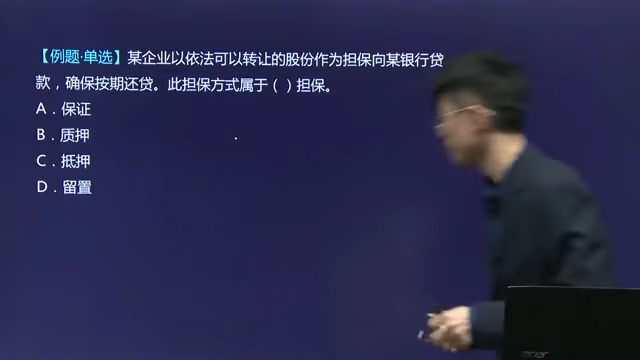 【例题·单选】某企业以依法可以转让的股份作为担保向某银行贷
款，确保按期还贷。此担保方式属于（ ）担保。
A．保证
B．质押
C．抵押
D．留置
acer